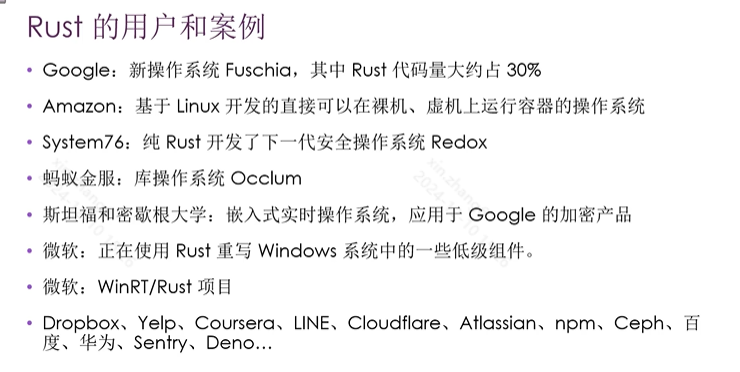 Rust 的用户和案例
• Google：新操作系统 Fuschia，其中 Rust 代码量大约占 30%
• Amazon：基于 Linux 开发的直接可以在裸机、虚机上运行容器的操作系统
• System76：纯 Rust 开发了下一代安全操作系统 Redox
• 蚂蚁金服：库操作系统 Occlum
• 斯坦福和密歇根大学：嵌入式实时操作系统，应用于 Google 的加密产品
• 微软：正在使用 Rust 重写 Windows 系统中的一些低级组件。
• 微软：WinRT/Rust 项目
• Dropbox、Yelp、Coursera、LINE、Cloudflare、Atlassian、npm、Ceph、百
度、华为、Sentry、Deno…